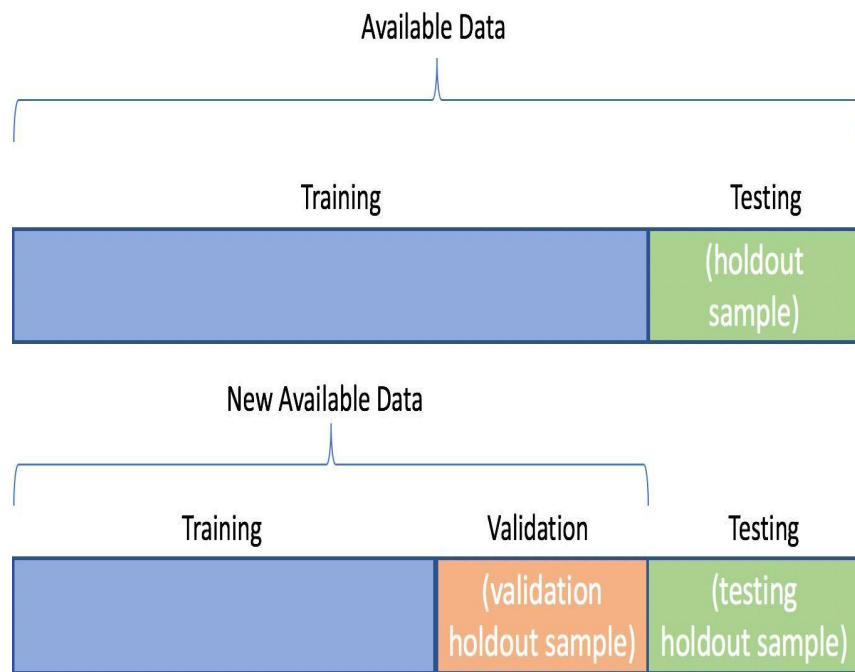 Available Data
Training
Testing
(holdout
sample)
New Available Data
Training
Validation
Testing
(validation
holdout sample)
(testing
holdout sample)